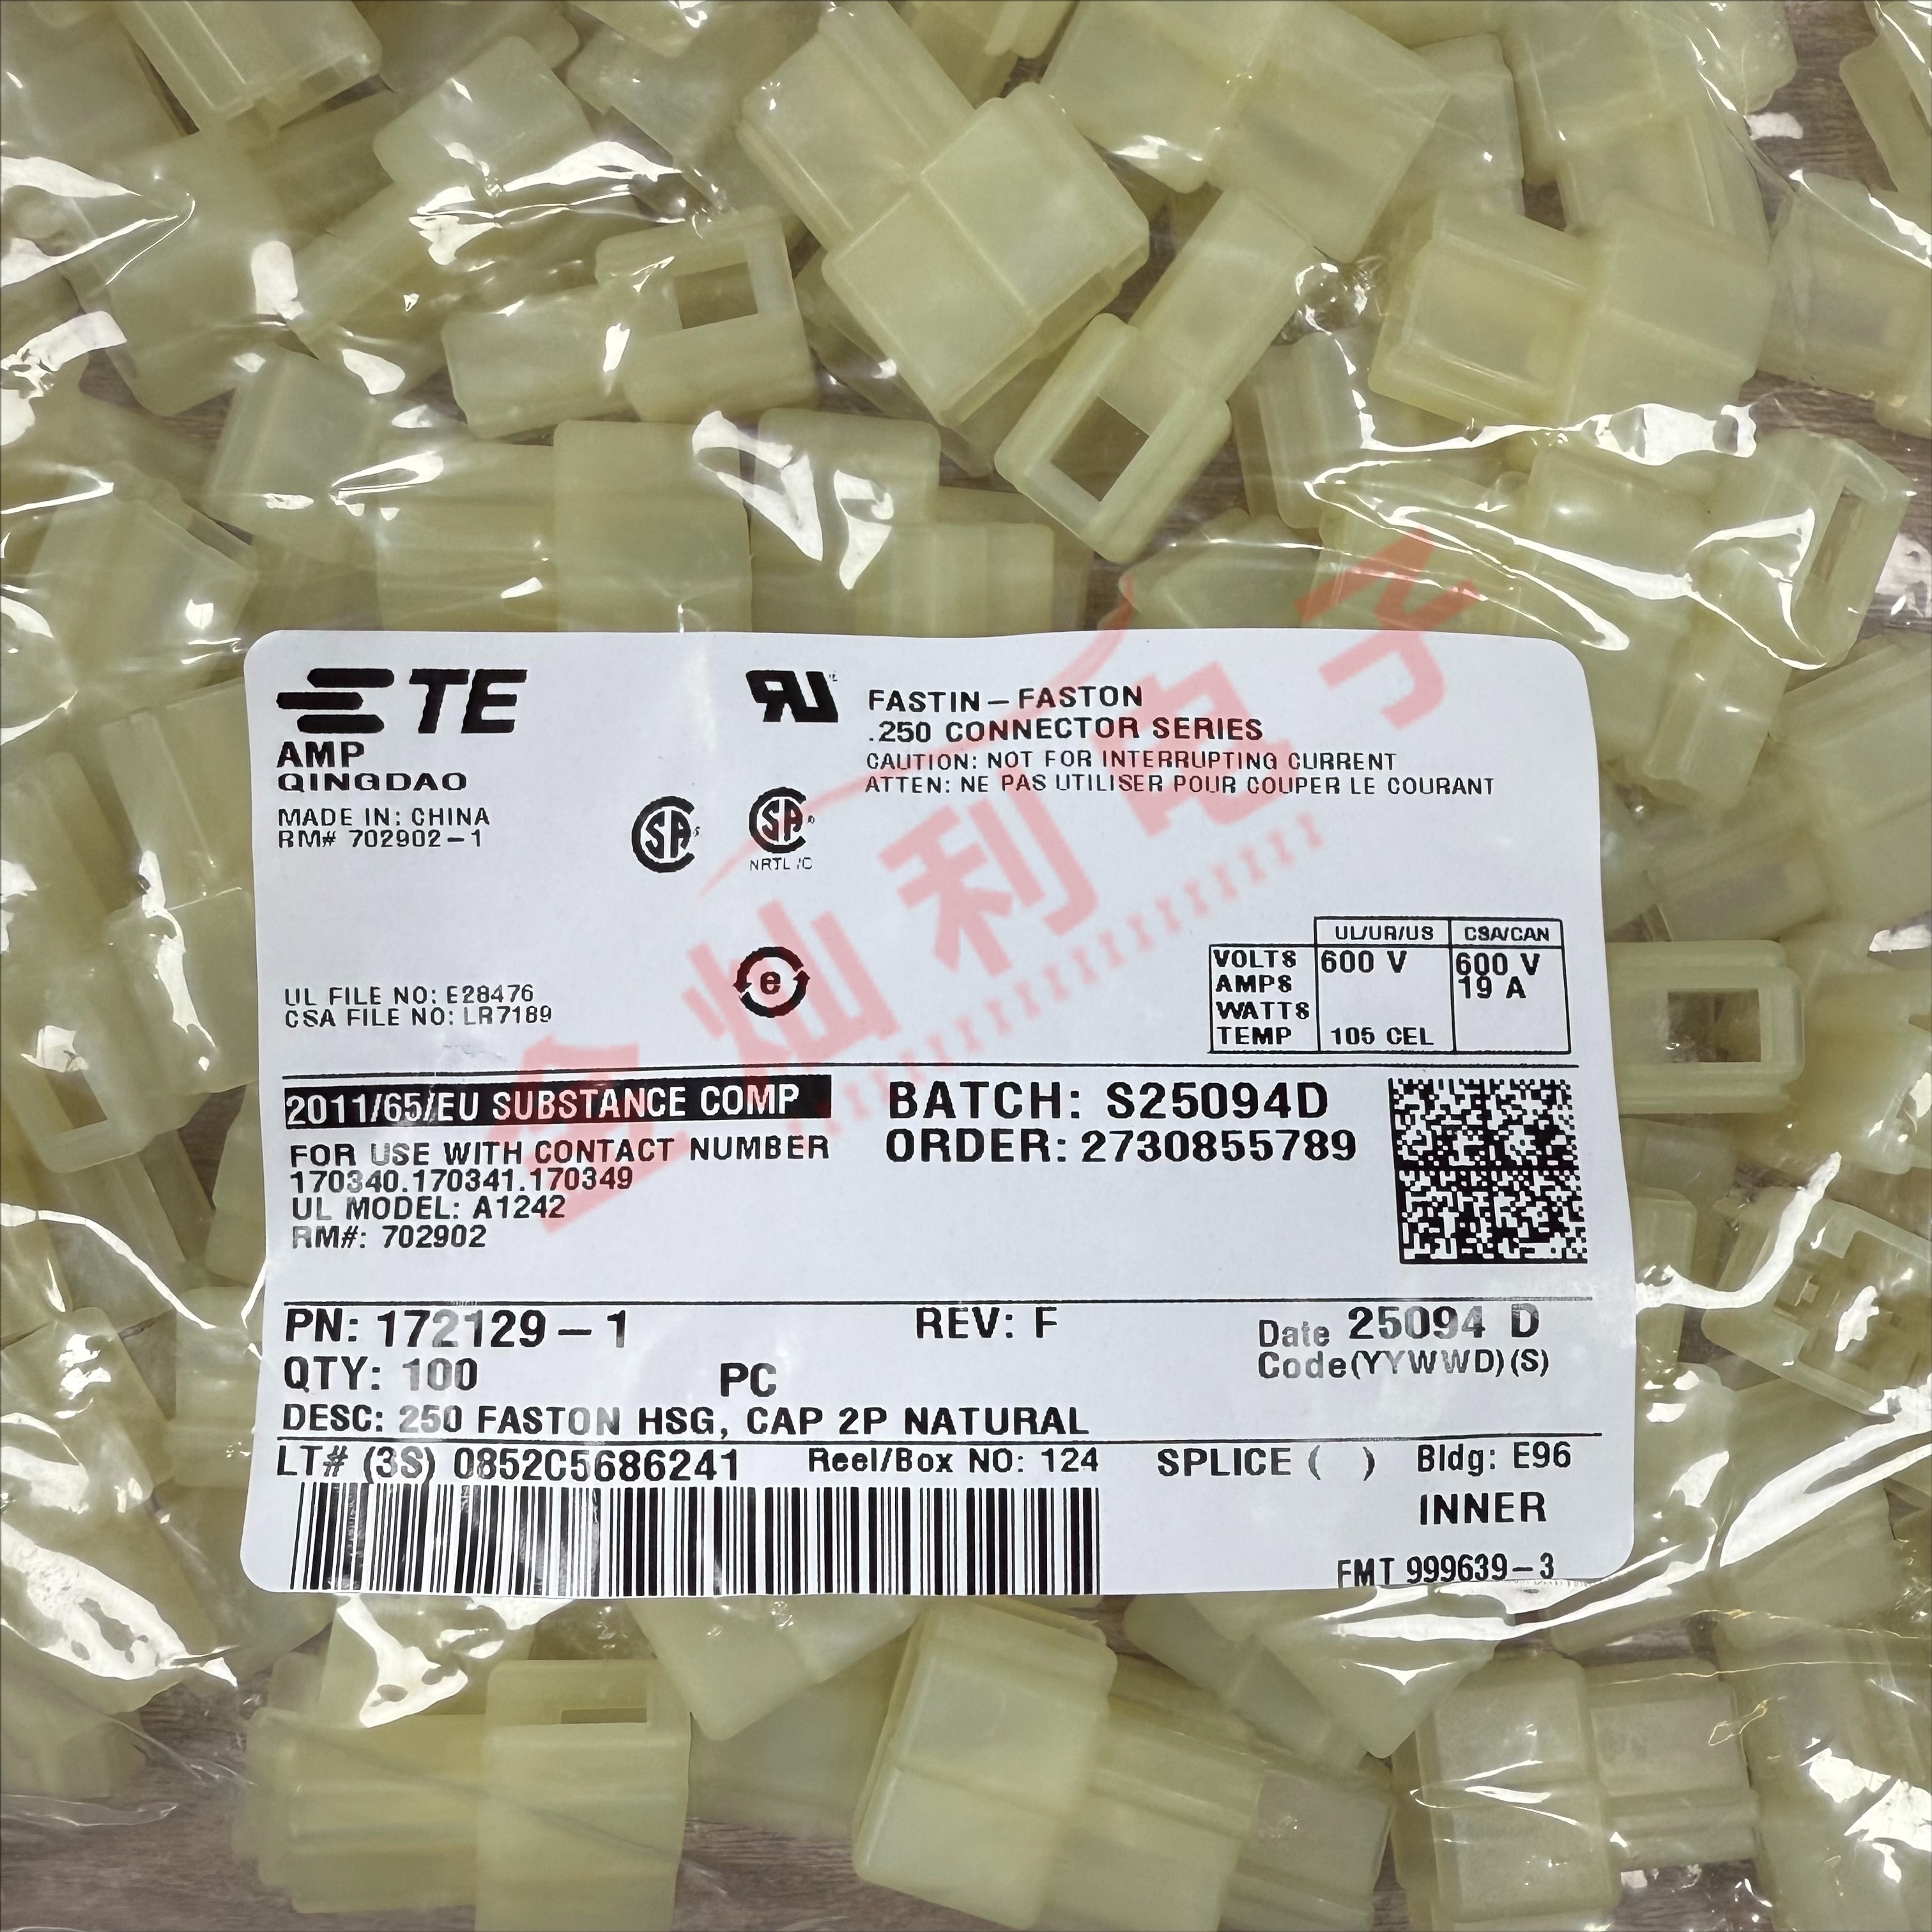 TE
AMP
QINGDAO
MADE IN: CHINA
RM# 702902-1
FASTIN-FASTON
.250 CONNECTOR SERIES
CAUTION: NOT FOR INTERRUPTING CURRENT
ATTEN: NE PAS UTILISER POUR COUPER LE COURANT
NRTL/C
UL FILE NO: E28476
CSA FILE NO: LR7189
e
UL/UR/US CSA/CAN
VOLTS 600 V 600 V
AMPS 19 A
WATTS
TEMP 105 CEL
2011/65/EU SUBSTANCE COMP
FOR USE WITH CONTACT NUMBER
170340.170341.170349
UL MODEL: A1242
RM#: 702902
BATCH: S25094D
ORDER: 2730855789
PN: 172129-1 REV: F Date 25094 D
QTY: 100 PC Code(YYWWD)(S)
DESC: 250 FASTON HSG, CAP 2P NATURAL
LT# (3S) 0852C5686241 Reel/Box NO: 124 SPLICE ( ) Bldg: E96
INNER
FMT 999639-3
金灿利电子